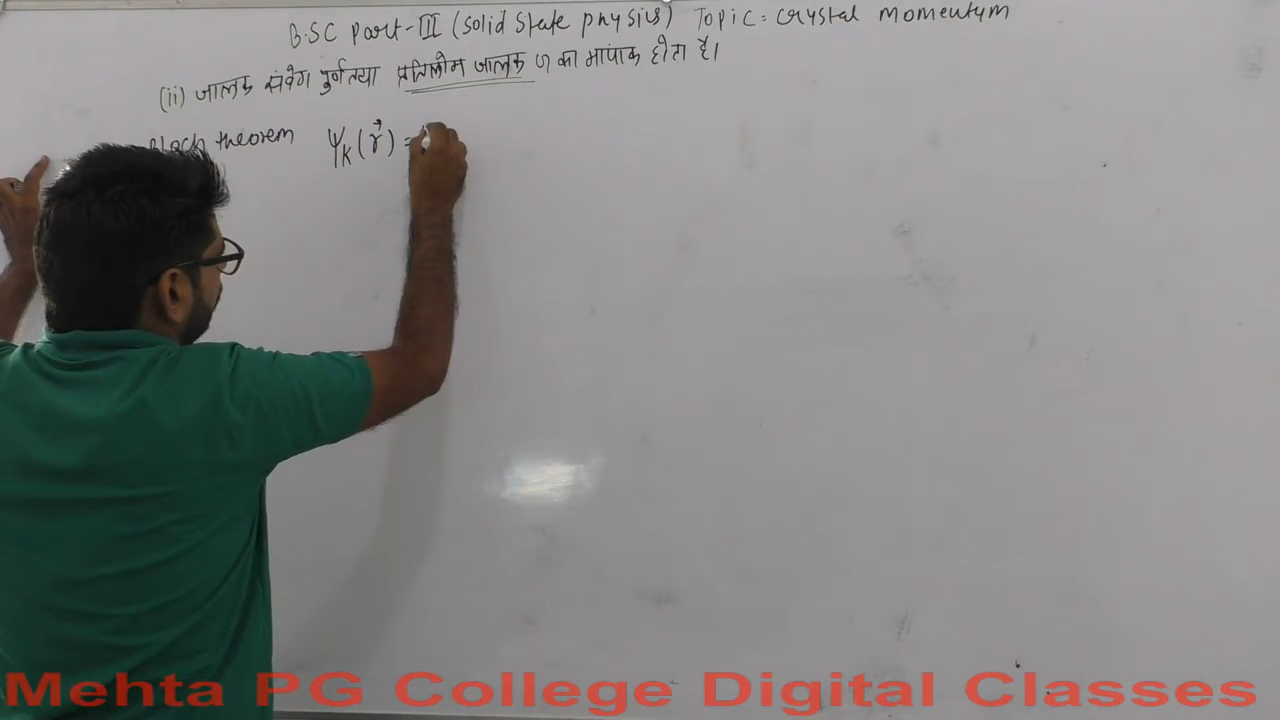 B.SC Part-III (Solid State physics) Topic = Crystal momentum
(ii) जालक संवेग पुर्णतया प्रतिलोम जालक का मापांक होता है।
Bloch theorem ψk(r⃗) =
Mehta PG College Digital Classes